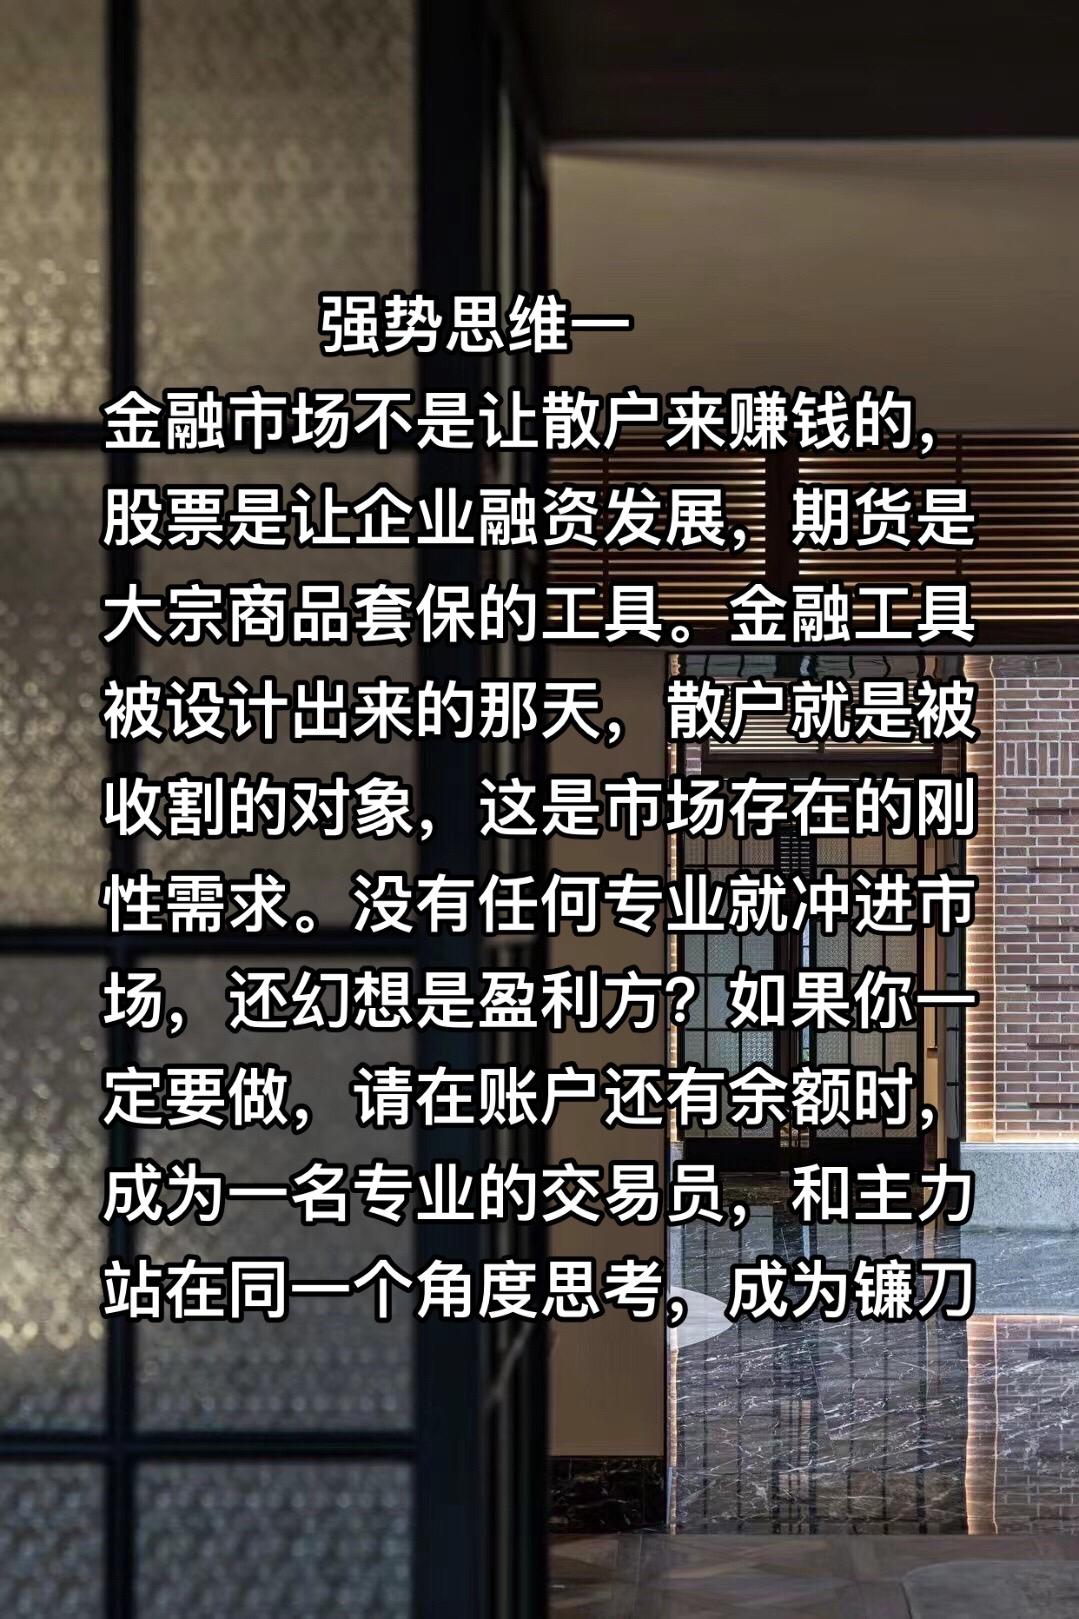 强势思维一
金融市场不是让散户来赚钱的，
股票是让企业融资发展，期货是
大宗商品套保的工具。金融工具
被设计出来的那天，散户就是被
收割的对象，这是市场存在的刚
性需求。没有任何专业就冲进市
场，还幻想是盈利方？如果你一
定要做，请在账户还有余额时，
成为一名专业的交易员，和主力
站在同一个角度思考，成为镰刀